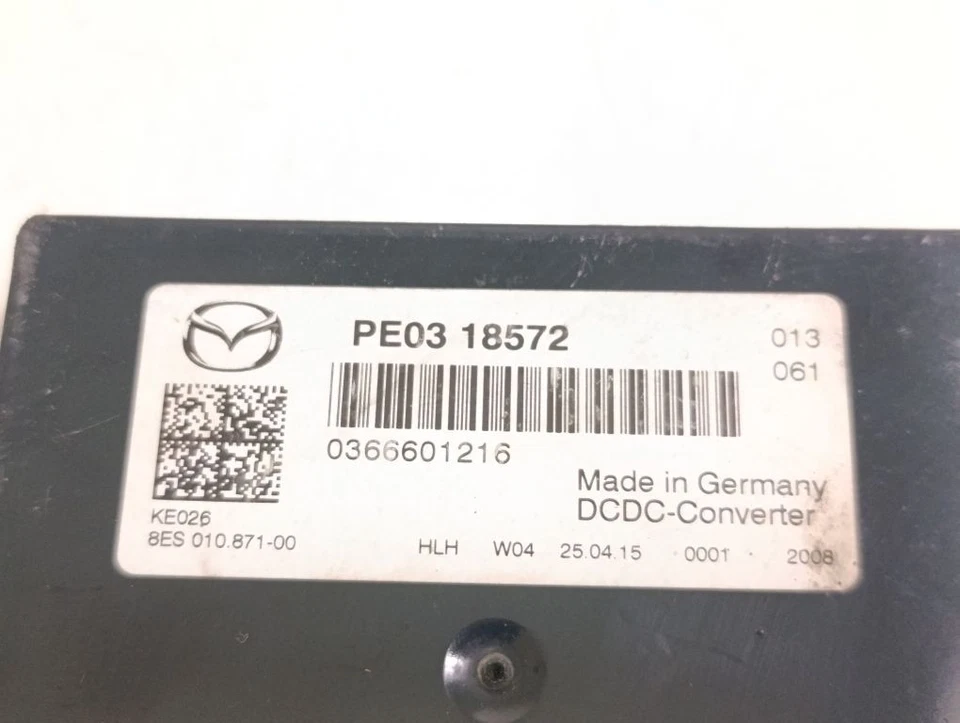 PE03 18572
013
061
0366601216
Made in Germany
DCDC-Converter
KE026
8ES 010.871-00
HLH W04 25.04.15 0001 2008